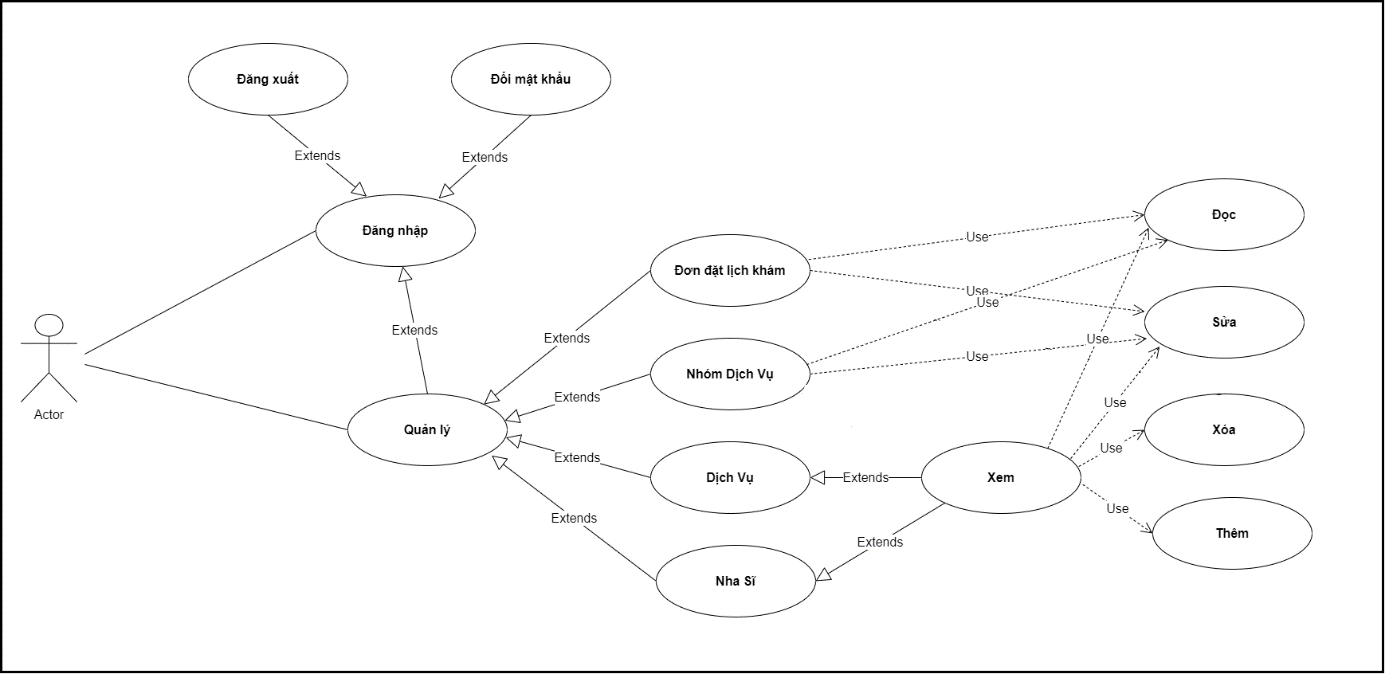 Đăng xuất
Đổi mật khẩu
Extends
Extends
Đăng nhập
Extends
Actor
Quản lý
Extends
Extends
Extends
Extends
Đơn đặt lịch khám
Nhóm Dịch Vụ
Dịch Vụ
Nha Sĩ
Extends
Extends
Xem
Use
Use
Use
Use
Use
Use
Use
Use
Đọc
Sửa
Xóa
Thêm